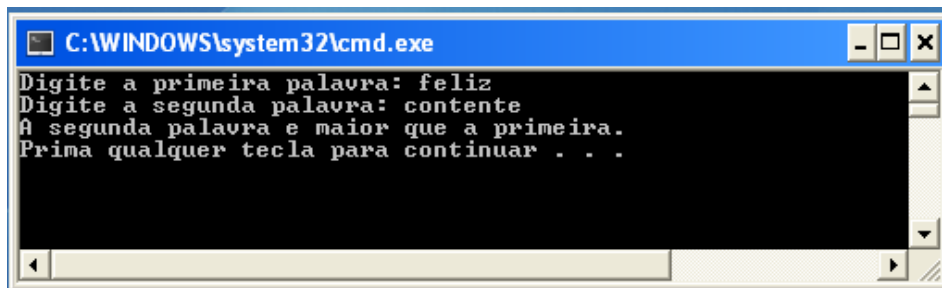 C:\WINDOWS\system32\cmd.exe
Digite a primeira palavra: feliz
Digite a segunda palavra: contente
A segunda palavra e maior que a primeira.
Prima qualquer tecla para continuar . . .